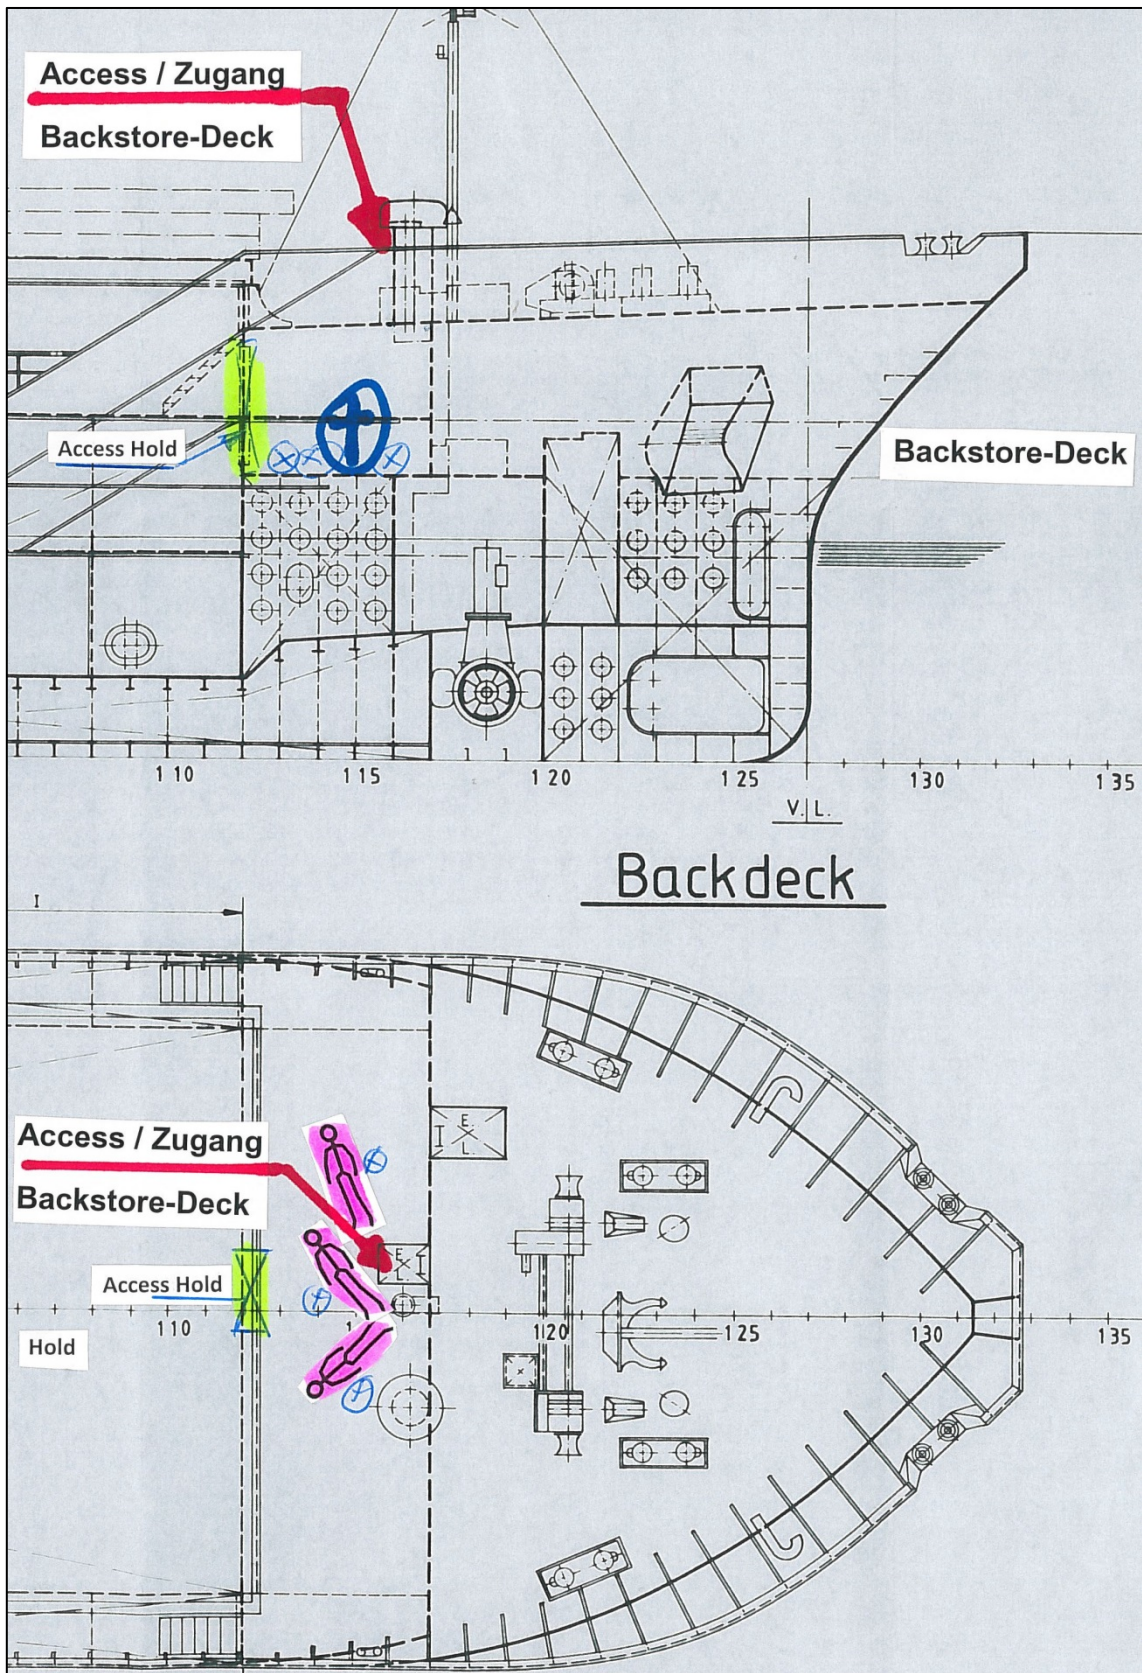 Access / Zugang
Backstore-Deck
Access Hold
Backstore-Deck
110 115 120 125 130 135
V. L.
Backdeck
I
E.
L.
Access / Zugang
Backstore-Deck
E.
L.
Access Hold
110 120 125 130 135
Hold